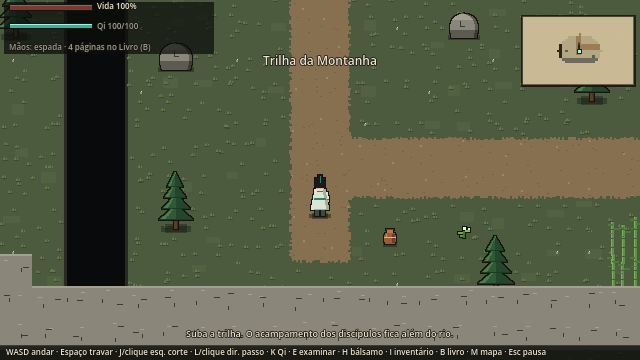 Vida 100%
Qi 100/100
Mãos: espada · 4 páginas no Livro (B)
Trilha da Montanha
Suba a trilha. O acampamento dos discípulos fica além do rio.
WASD andar · Espaço travar · J/clique esq. corte · L/clique dir. passo · K Qi · E examinar · H bálsamo · I inventário · B livro · M mapa · Esc pausa